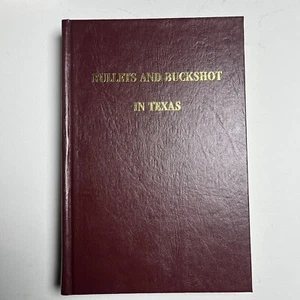 BULLETS AND BUCKSHOT
IN TEXAS